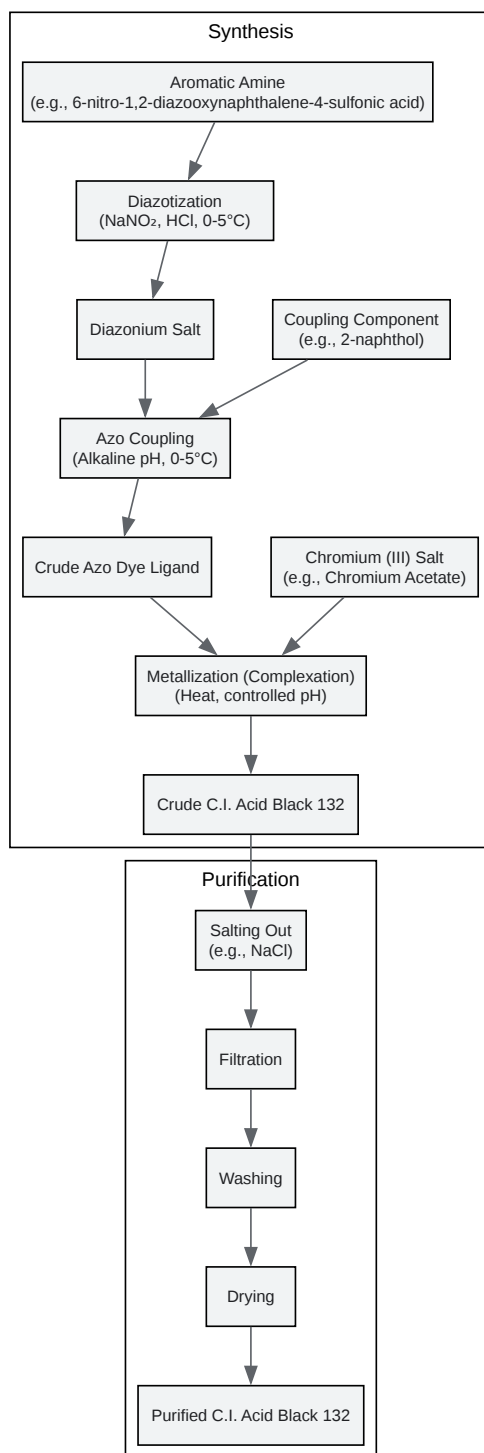 Synthesis
Aromatic Amine
(e.g., 6-nitro-1,2-diazooxynaphthalene-4-sulfonic acid)
Diazotization
(NaNO₂, HCl, 0-5°C)
Diazonium Salt
Coupling Component
(e.g., 2-naphthol)
Azo Coupling
(Alkaline pH, 0-5°C)
Crude Azo Dye Ligand
Chromium (III) Salt
(e.g., Chromium Acetate)
Metallization (Complexation)
(Heat, controlled pH)
Crude C.I. Acid Black 132
Purification
Salting Out
(e.g., NaCl)
Filtration
Washing
Drying
Purified C.I. Acid Black 132